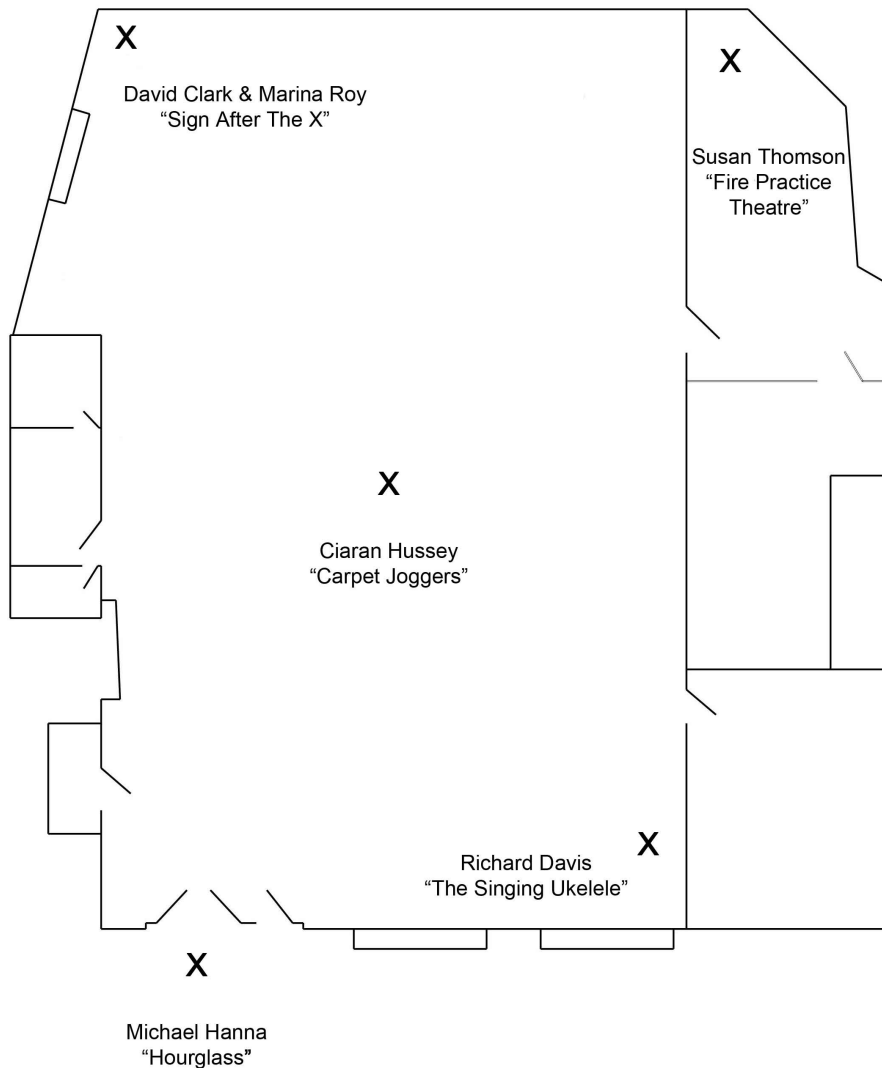 X
David Clark & Marina Roy
“Sign After The X”
X
Susan Thomson
“Fire Practice
Theatre”
X
Ciaran Hussey
“Carpet Joggers”
X
Richard Davis
“The Singing Ukelele”
X
Michael Hanna
“Hourglass”